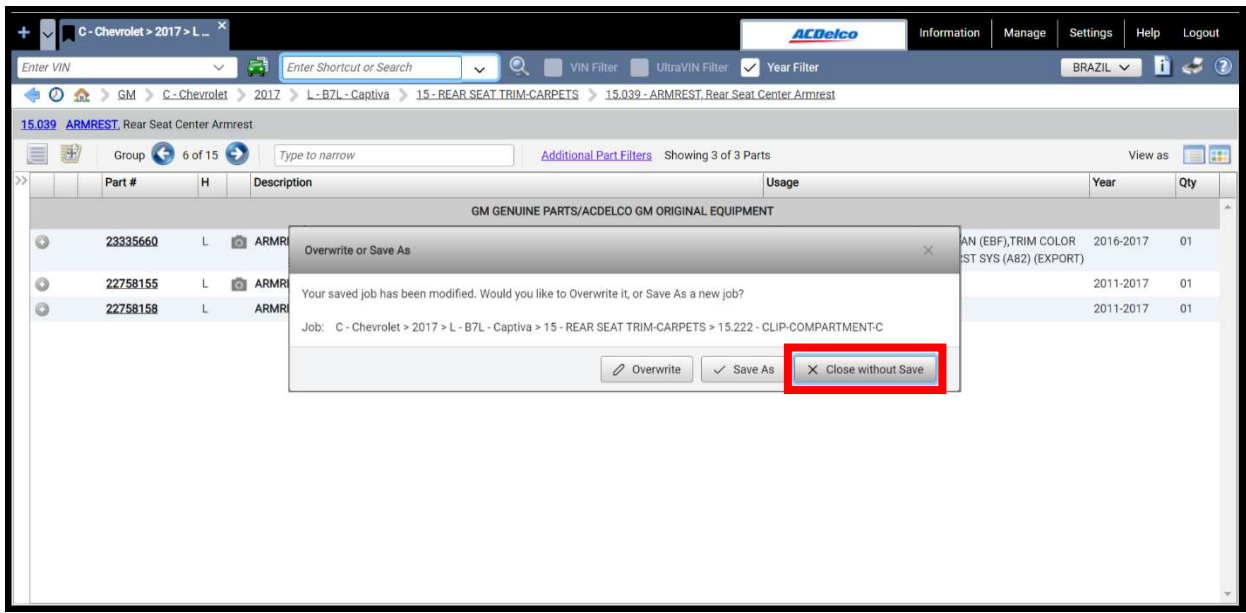 + C - Chevrolet > 2017 > L ... × ACDelco Information Manage Settings Help Logout
Enter VIN Enter Shortcut or Search VIN Filter UltraVIN Filter Year Filter BRAZIL i ?
GM > C - Chevrolet > 2017 > L - B7L - Captiva > 15 - REAR SEAT TRIM-CARPETS > 15.039 - ARMREST, Rear Seat Center Armrest
15.039 ARMREST, Rear Seat Center Armrest
Group 6 of 15 Type to narrow Additional Part Filters Showing 3 of 3 Parts View as
>> Part # H Description Usage Year Qty
GM GENUINE PARTS/ACDELCO GM ORIGINAL EQUIPMENT
23335660 L ARMR AN (EBF),TRIM COLOR 2016-2017 01
ST SYS (A82) (EXPORT)
22758155 L ARMR 2011-2017 01
22758158 L ARMR 2011-2017 01
Overwrite or Save As ×
Your saved job has been modified. Would you like to Overwrite it, or Save As a new job?
Job: C - Chevrolet > 2017 > L - B7L - Captiva > 15 - REAR SEAT TRIM-CARPETS > 15.222 - CLIP-COMPARTMENT-C
Overwrite Save As Close without Save